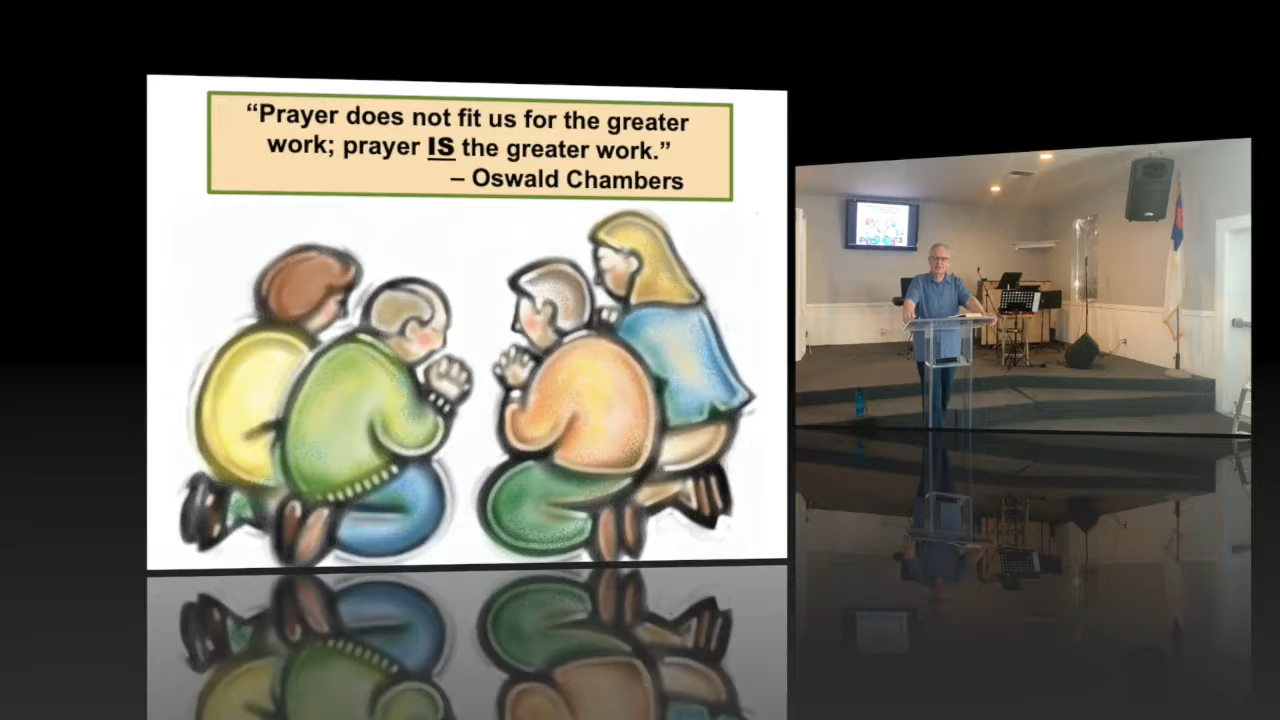 “Prayer does not fit us for the greater
work; prayer IS the greater work.”
– Oswald Chambers